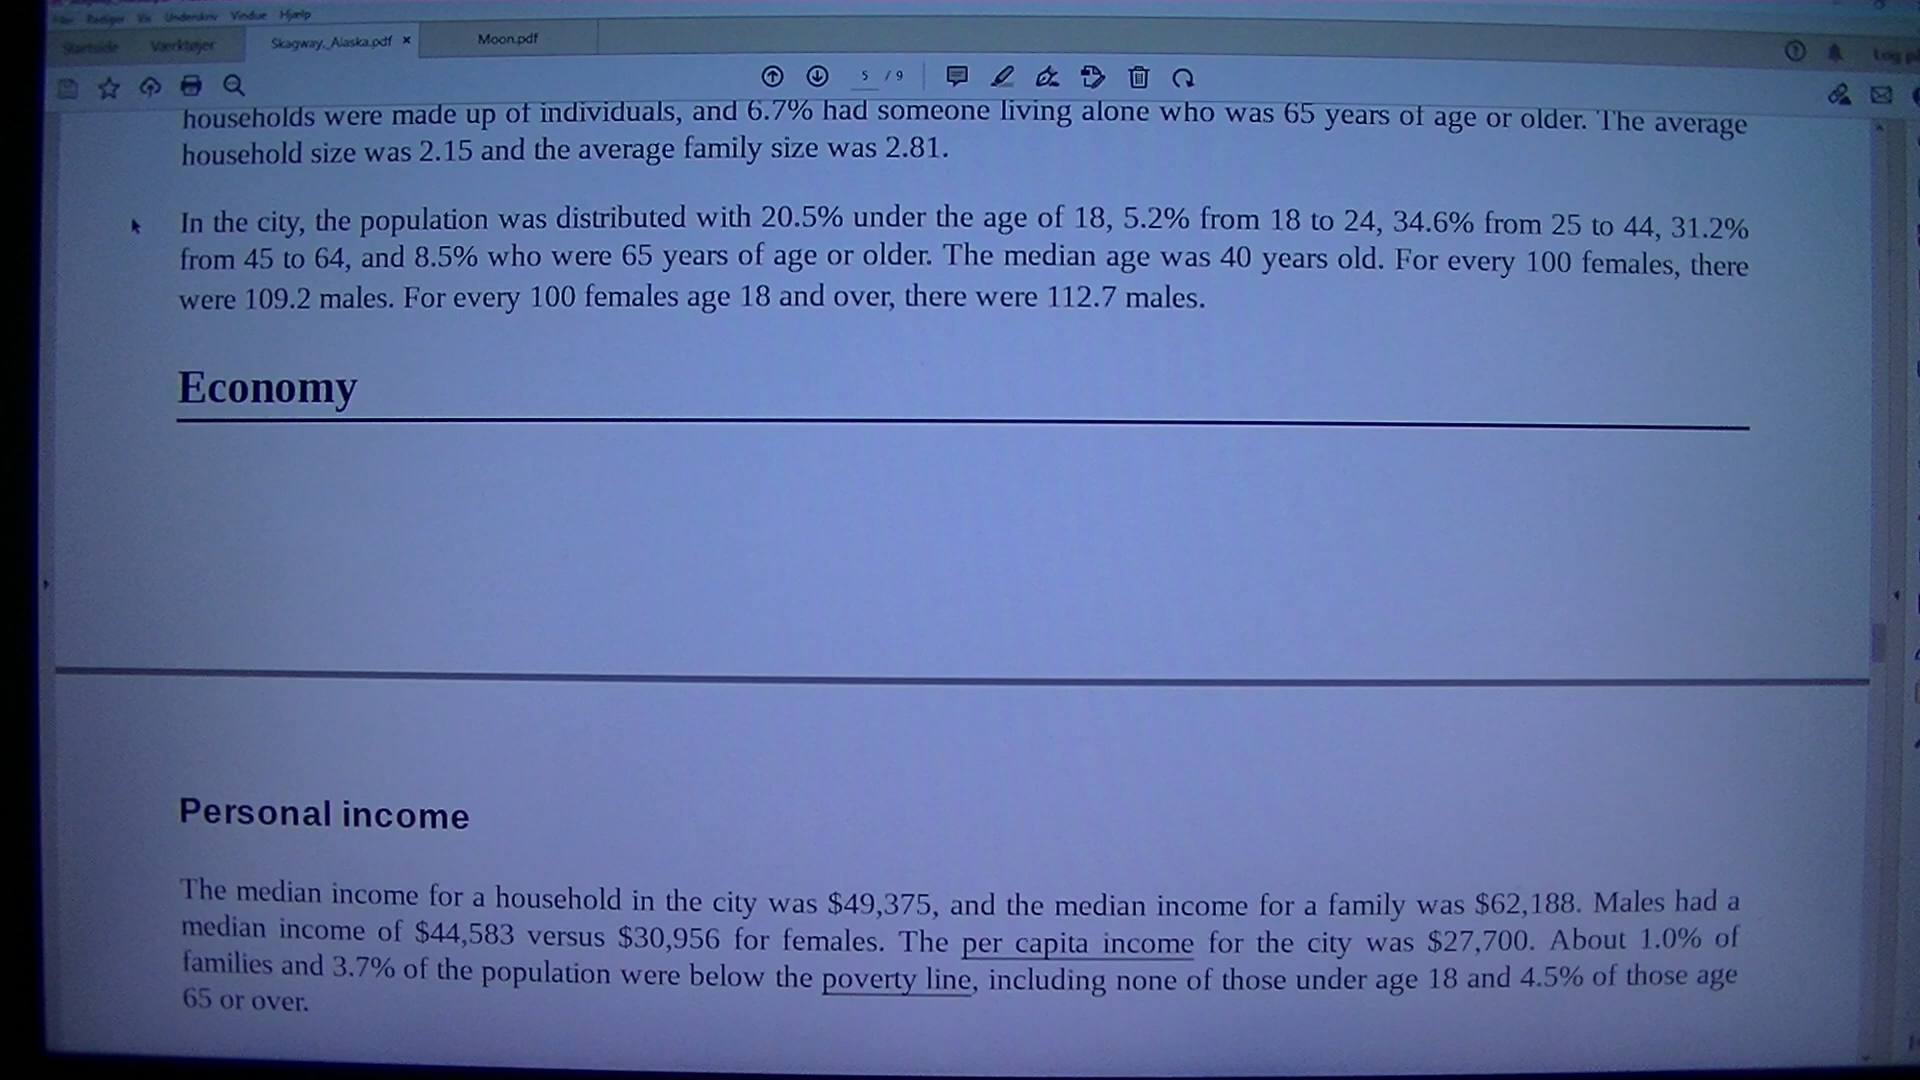 Rediger Vis Underskriv Vindue Hjælp
Startside Værktøjer Skagway,_Alaska.pdf × Moon.pdf
5 / 9
households were made up of individuals, and 6.7% had someone living alone who was 65 years of age or older. The average
household size was 2.15 and the average family size was 2.81.
In the city, the population was distributed with 20.5% under the age of 18, 5.2% from 18 to 24, 34.6% from 25 to 44, 31.2%
from 45 to 64, and 8.5% who were 65 years of age or older. The median age was 40 years old. For every 100 females, there
were 109.2 males. For every 100 females age 18 and over, there were 112.7 males.
Economy
Personal income
The median income for a household in the city was $49,375, and the median income for a family was $62,188. Males had a
median income of $44,583 versus $30,956 for females. The per capita income for the city was $27,700. About 1.0% of
families and 3.7% of the population were below the poverty line, including none of those under age 18 and 4.5% of those age
65 or over.